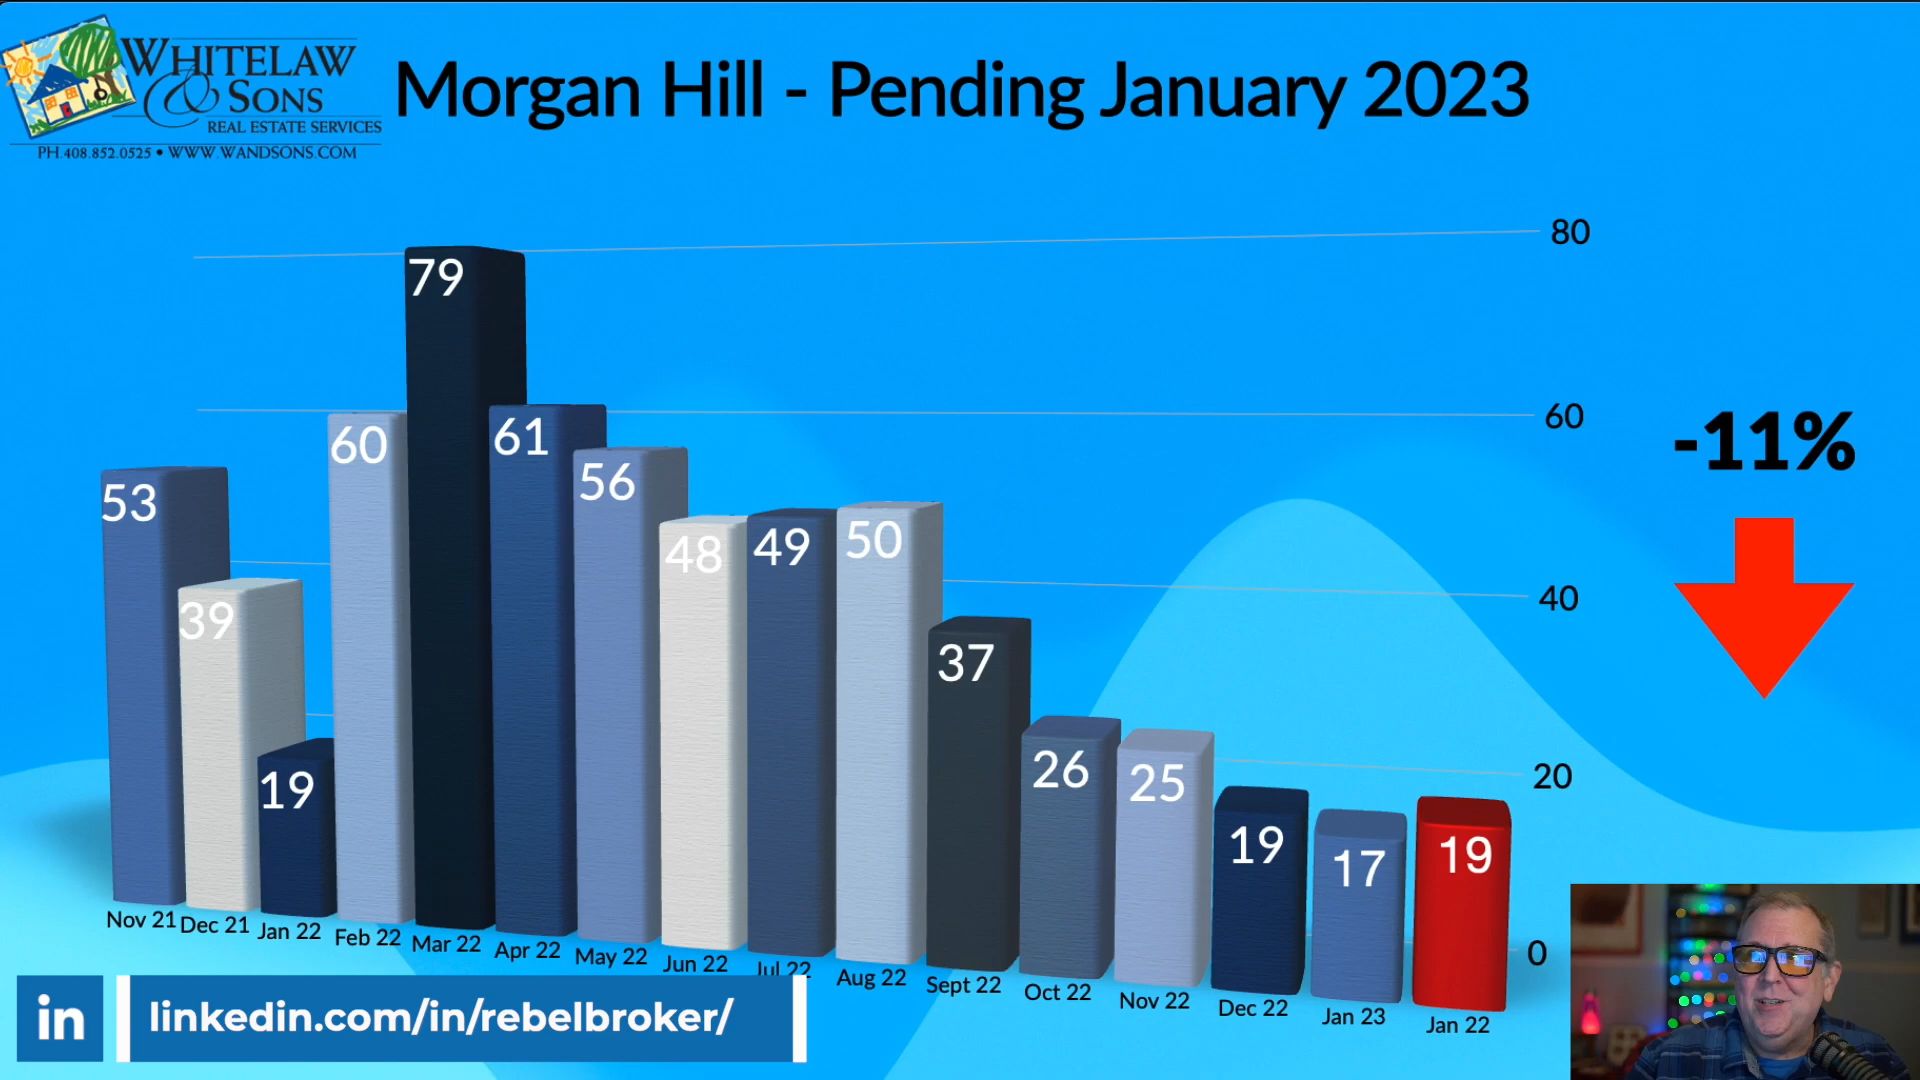 WHITELAW
& SONS
REAL ESTATE SERVICES
PH.408.852.0525 • WWW.WANDSONS.COM
Morgan Hill - Pending January 2023
80
60
40
20
0
-11%
53
39
19
60
79
61
56
48
49
50
37
26
25
19
17
19
Nov 21
Dec 21
Jan 22
Feb 22
Mar 22
Apr 22
May 22
Jun 22
Jul 22
Aug 22
Sept 22
Oct 22
Nov 22
Dec 22
Jan 23
Jan 22
in
linkedin.com/in/rebelbroker/